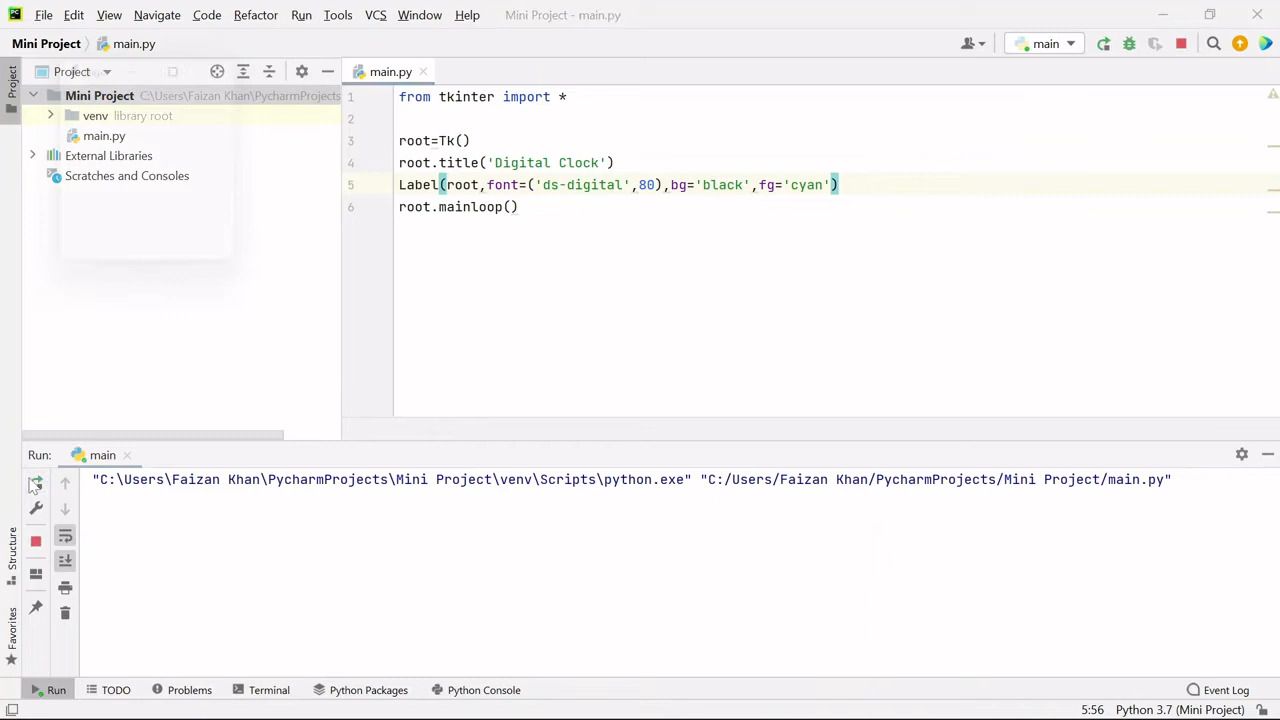 File Edit View Navigate Code Refactor Run Tools VCS Window Help Mini Project - main.py
Mini Project main.py main
Project main.py
Mini Project C:\Users\Faizan Khan\PycharmProjects
venv library root
main.py
External Libraries
Scratches and Consoles
1 from tkinter import *
2
3 root=Tk()
4 root.title('Digital Clock')
5 Label(root,font=('ds-digital',80),bg='black',fg='cyan')
6 root.mainloop()
Project
Structure
Favorites
Run: main
"C:\Users\Faizan Khan\PycharmProjects\Mini Project\venv\Scripts\python.exe" "C:/Users/Faizan Khan/PycharmProjects/Mini Project/main.py"
Run TODO Problems Terminal Python Packages Python Console Event Log
5:56 Python 3.7 (Mini Project)